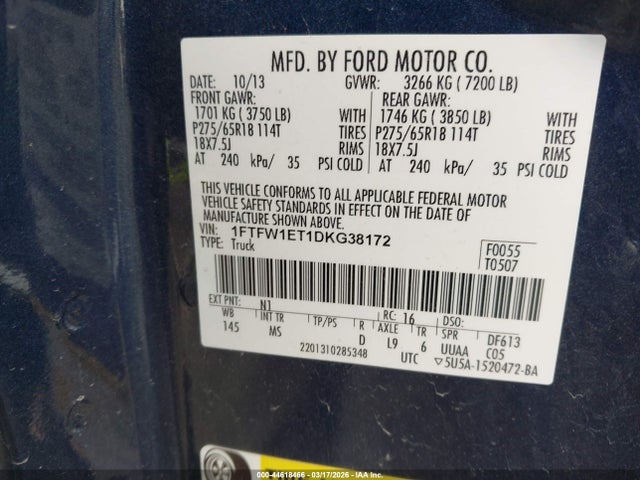 MFD. BY FORD MOTOR CO.
DATE: 10/13 GVWR: 3266 KG ( 7200 LB)
FRONT GAWR: REAR GAWR:
1701 KG ( 3750 LB) WITH 1746 KG ( 3850 LB) WITH
P275/65R18 114T TIRES P275/65R18 114T TIRES
18X7.5J RIMS 18X7.5J RIMS
AT 240 kPa/ 35 PSI COLD AT 240 kPa/ 35 PSI COLD
THIS VEHICLE CONFORMS TO ALL APPLICABLE FEDERAL MOTOR
VEHICLE SAFETY STANDARDS IN EFFECT ON THE DATE OF
MANUFACTURE SHOWN ABOVE.
VIN: 1FTFW1ET1DKG38172
TYPE: Truck
F0055
T0507
EXT PNT: N1 RC: 16 DSO:
WB INT TR TP/PS R AXLE TR SPR DF613
145 MS D L9 6 UUAA C05
2201310285348 UTC ▽5U5A-1520472-BA
© 000-44618466 - 03/17/2026 - IAAI.COM